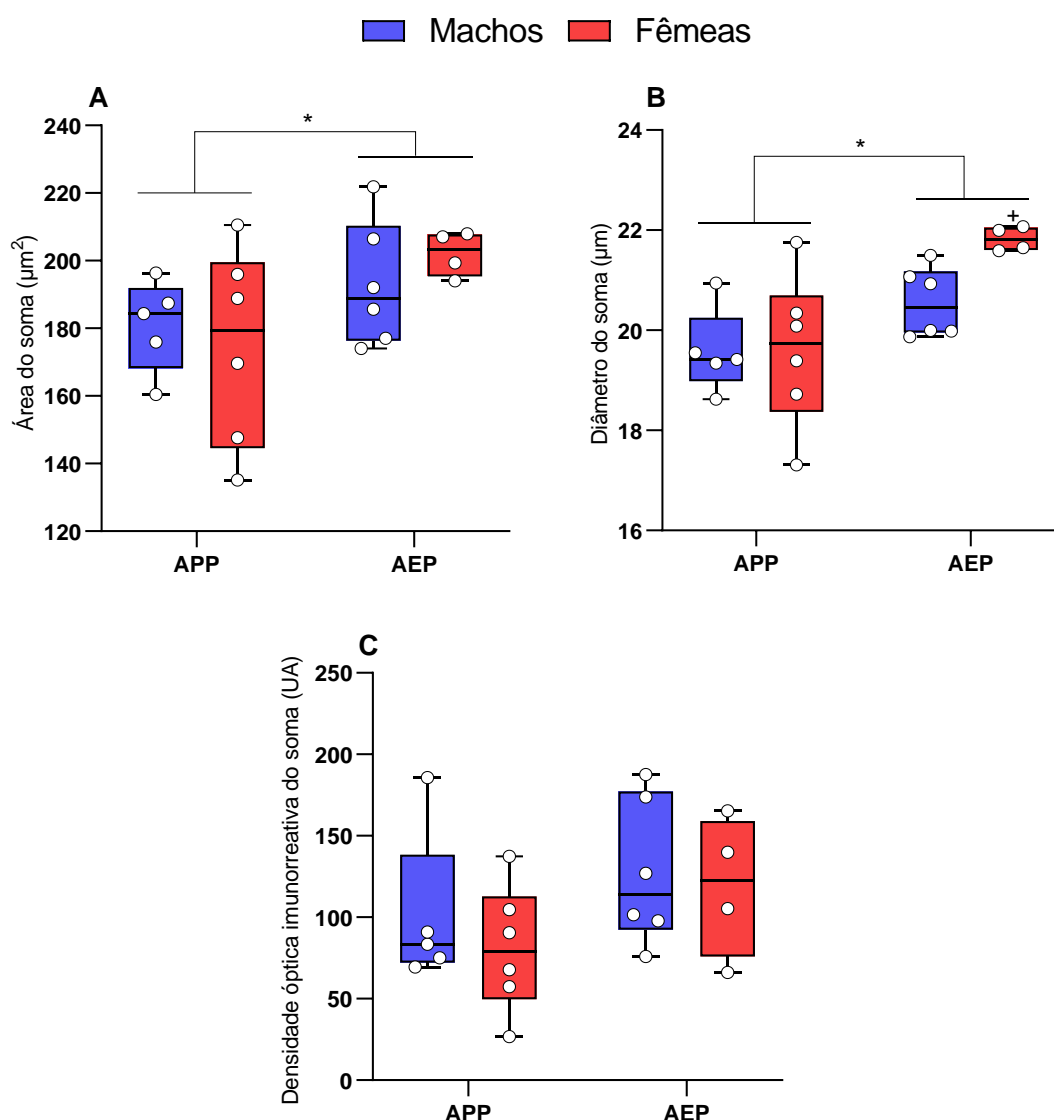 Machos Fêmeas
A
Área do soma (µm²)
240
220
200
180
160
140
120
*
APP AEP
B
Diâmetro do soma (µm)
24
22
20
18
16
*
+
APP AEP
C
Densidade óptica imunorreativa do soma (UA)
250
200
150
100
50
0
APP AEP